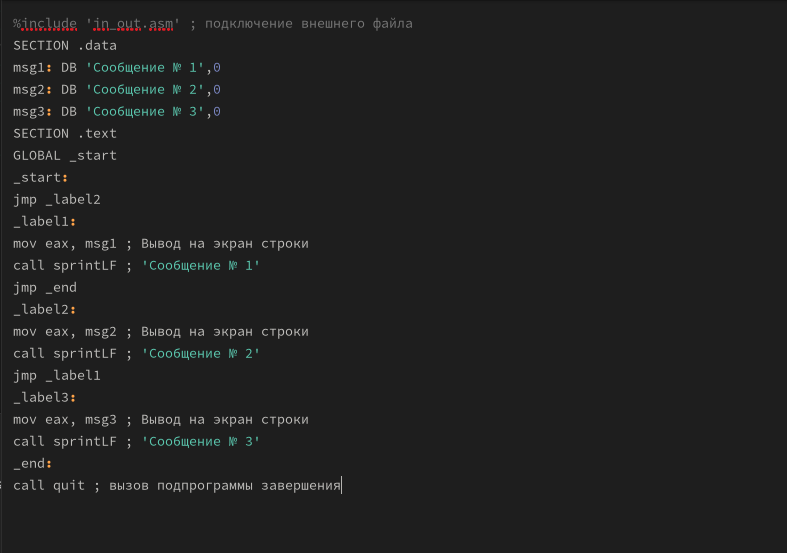 %include 'in_out.asm' ; подключение внешнего файла
SECTION .data
msg1: DB 'Сообщение № 1',0
msg2: DB 'Сообщение № 2',0
msg3: DB 'Сообщение № 3',0
SECTION .text
GLOBAL _start
_start:
jmp _label2
_label1:
mov eax, msg1 ; Вывод на экран строки
call sprintLF ; 'Сообщение № 1'
jmp _end
_label2:
mov eax, msg2 ; Вывод на экран строки
call sprintLF ; 'Сообщение № 2'
jmp _label1
_label3:
mov eax, msg3 ; Вывод на экран строки
call sprintLF ; 'Сообщение № 3'
_end:
call quit ; вызов подпрограммы завершения